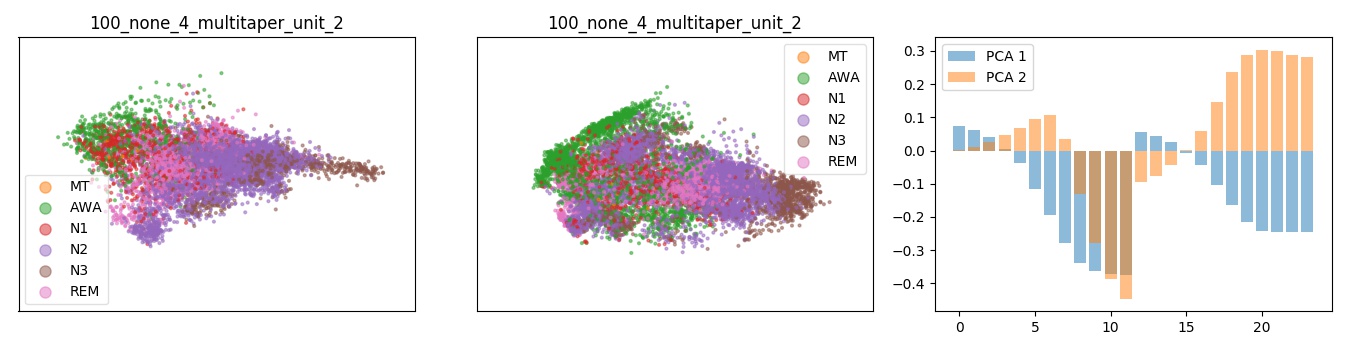 100_none_4_multitaper_unit_2
MT
AWA
N1
N2
N3
REM
100_none_4_multitaper_unit_2
MT
AWA
N1
N2
N3
REM
PCA 1
PCA 2
0.3
0.2
0.1
0.0
−0.1
−0.2
−0.3
−0.4
0 5 10 15 20